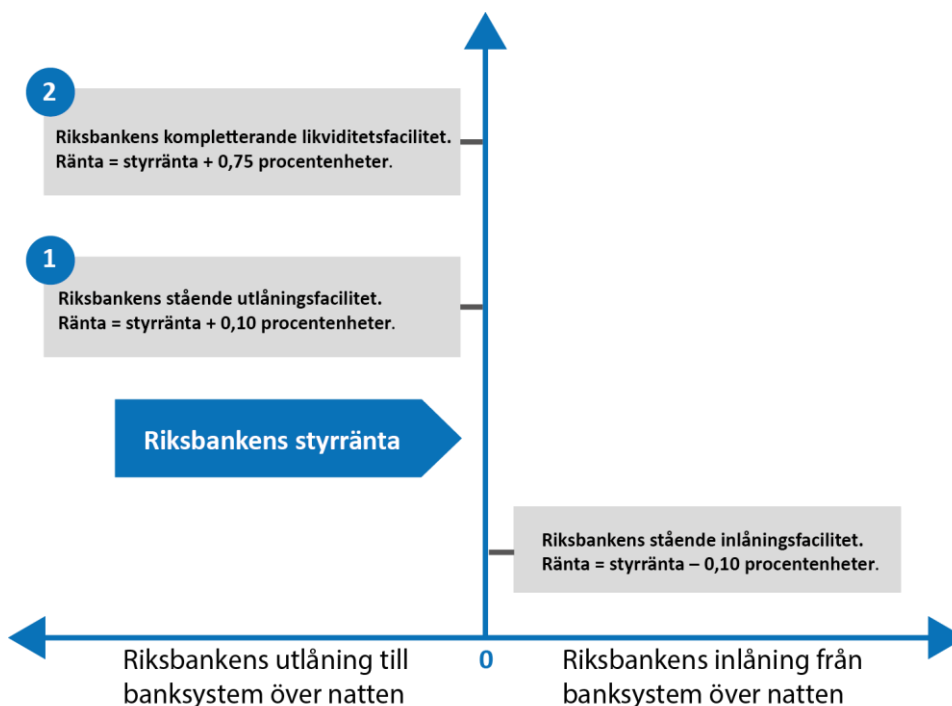 2
Riksbankens kompletterande likviditetsfacilitet.
Ränta = styrränta + 0,75 procentenheter.
1
Riksbankens stående utlåningsfacilitet.
Ränta = styrränta + 0,10 procentenheter.
Riksbankens styrränta
Riksbankens stående inlåningsfacilitet.
Ränta = styrränta – 0,10 procentenheter.
Riksbankens utlåning till
banksystem över natten
0
Riksbankens inlåning från
banksystem över natten